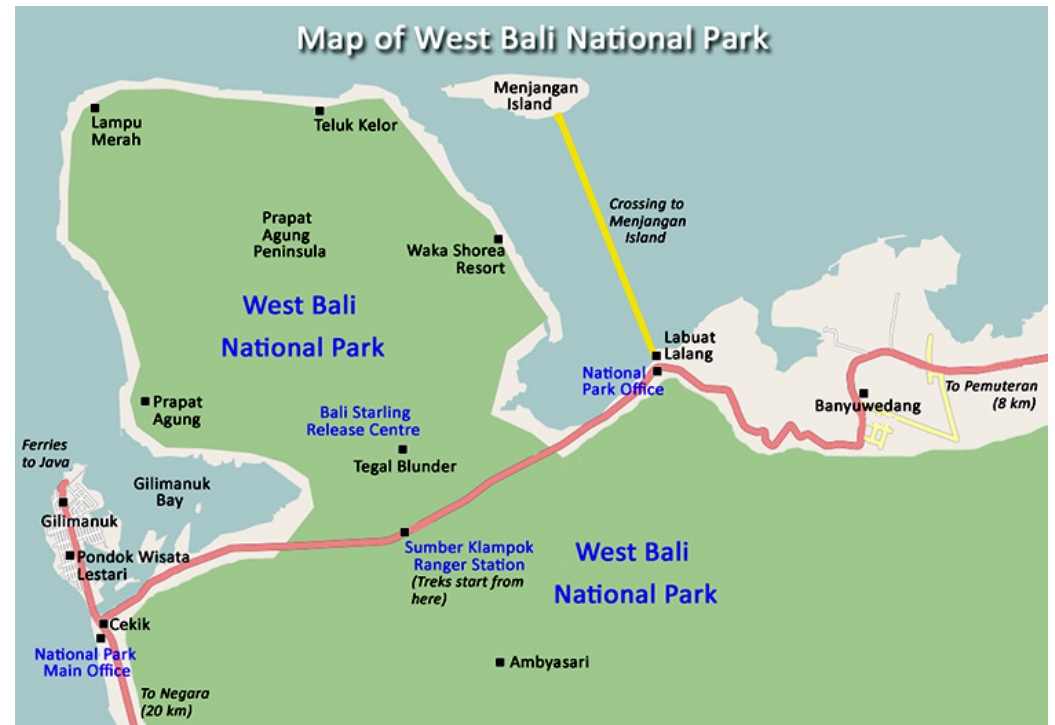 Map of West Bali National Park
Menjangan
Island
Lampu
Merah
Teluk Kelor
Crossing to
Menjangan
Island
Prapat
Agung
Peninsula
Waka Shorea
Resort
West Bali
National Park
Labuat
Lalang
National
Park Office
To Pemuteran
(8 km)
Banyuwedang
Prapat
Agung
Bali Starling
Release Centre
Tegal Blunder
Ferries
to Java
Gilimanuk
Bay
Gilimanuk
Pondok Wisata
Lestari
Sumber Klampok
Ranger Station
(Treks start from
here)
West Bali
National Park
Cekik
National Park
Main Office
Ambyasari
To Negara
(20 km)